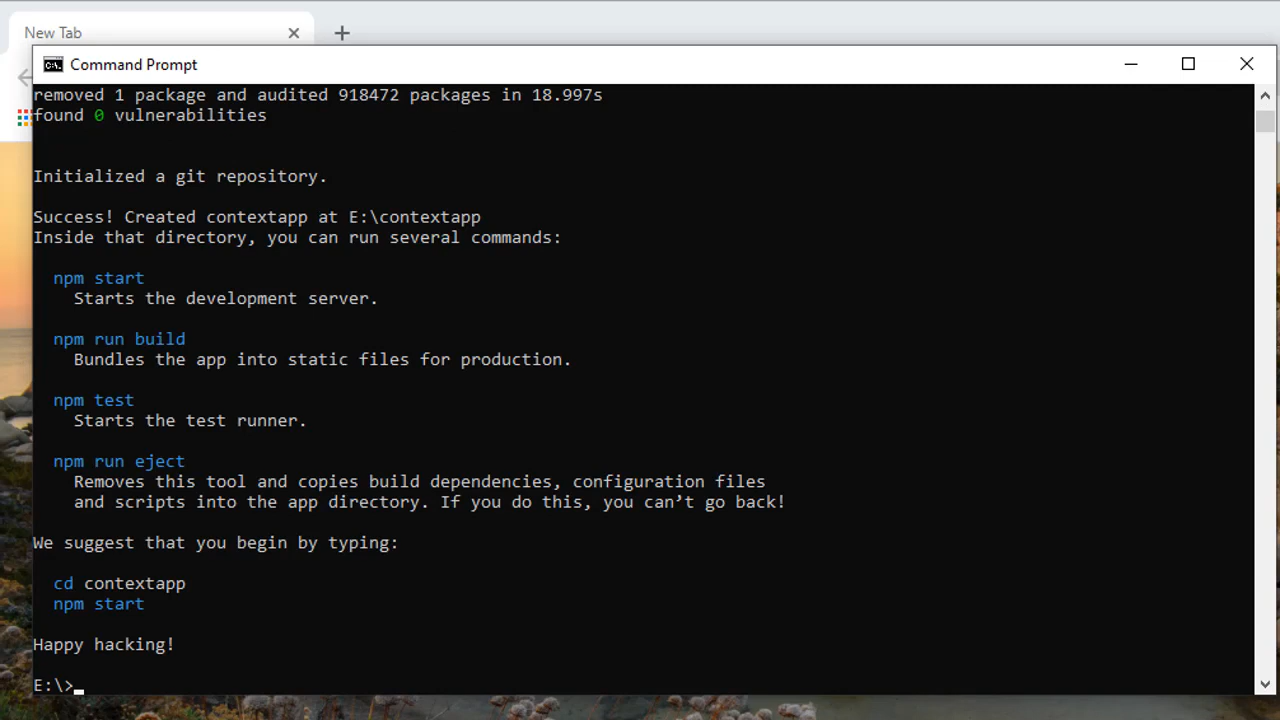 New Tab
Command Prompt
removed 1 package and audited 918472 packages in 18.997s
found 0 vulnerabilities
Initialized a git repository.
Success! Created contextapp at E:\contextapp
Inside that directory, you can run several commands:
npm start
Starts the development server.
npm run build
Bundles the app into static files for production.
npm test
Starts the test runner.
npm run eject
Removes this tool and copies build dependencies, configuration files
and scripts into the app directory. If you do this, you can’t go back!
We suggest that you begin by typing:
cd contextapp
npm start
Happy hacking!
E:\>